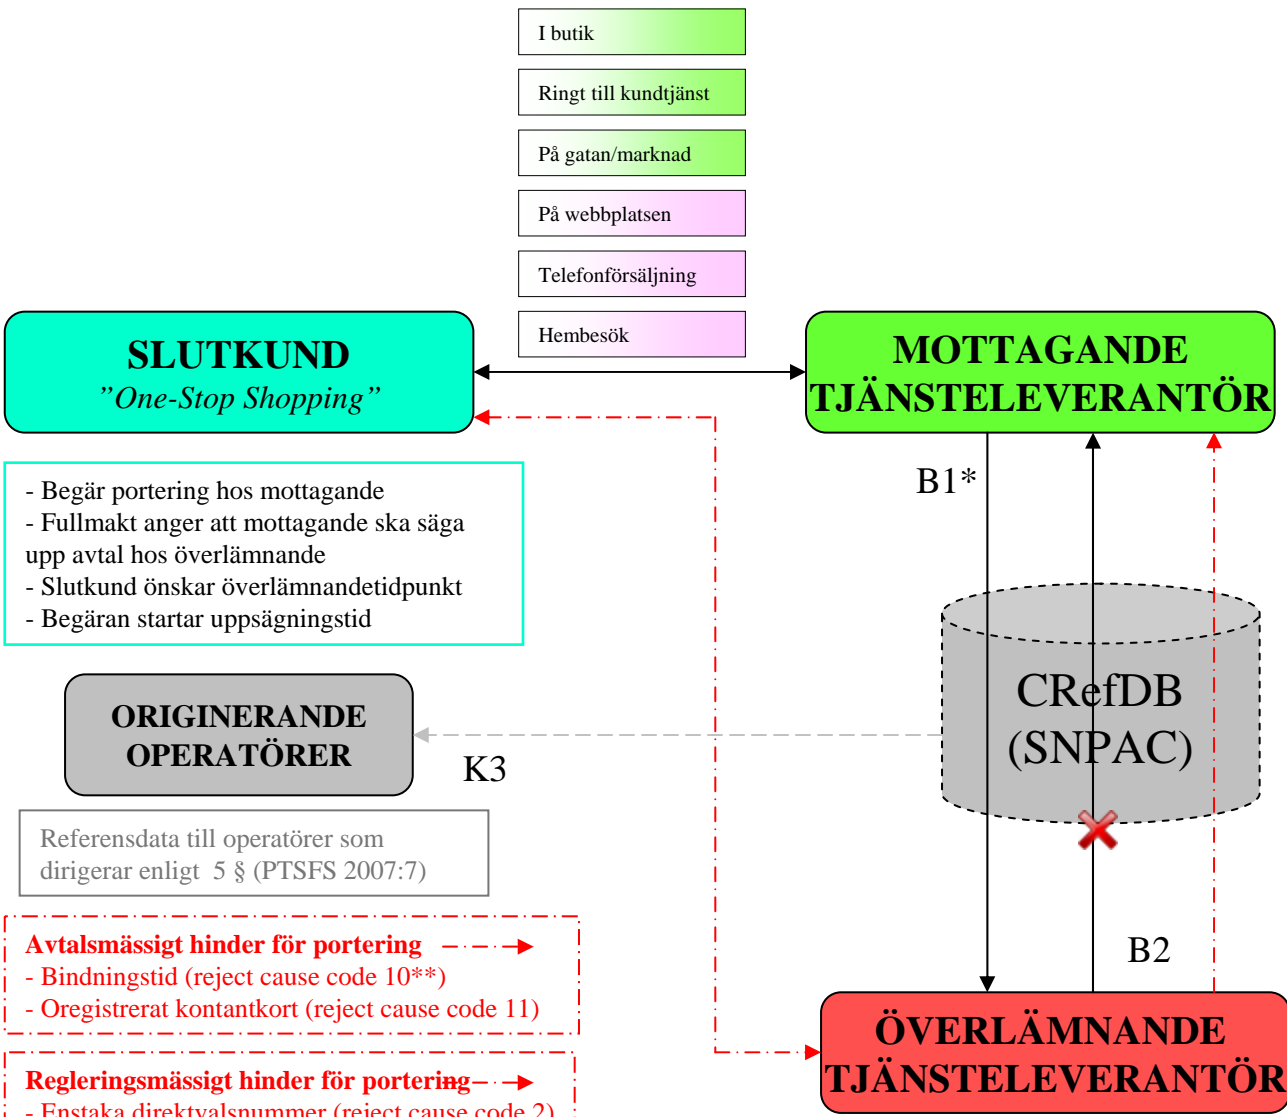 I butik
Ringt till kundtjänst
På gatan/marknad
På webbplatsen
Telefonförsäljning
Hembesök
SLUTKUND
”One-Stop Shopping”
MOTTAGANDE
TJÄNSTELEVERANTÖR
- Begär portering hos mottagande
- Fullmakt anger att mottagande ska säga
upp avtal hos överlämnande
- Slutkund önskar överlämnandetidpunkt
- Begäran startar uppsägningstid
B1*
CRefDB
(SNPAC)
ORIGINERANDE
OPERATÖRER
K3
Referensdata till operatörer som
dirigerar enligt 5 § (PTSFS 2007:7)
Avtalsmässigt hinder för portering
- Bindningstid (reject cause code 10**)
- Oregistrerat kontantkort (reject cause code 11)
B2
ÖVERLÄMNANDE
TJÄNSTELEVERANTÖR
Regleringsmässigt hinder för portering
- Enstaka direktvalsnummer (reject cause code 2)